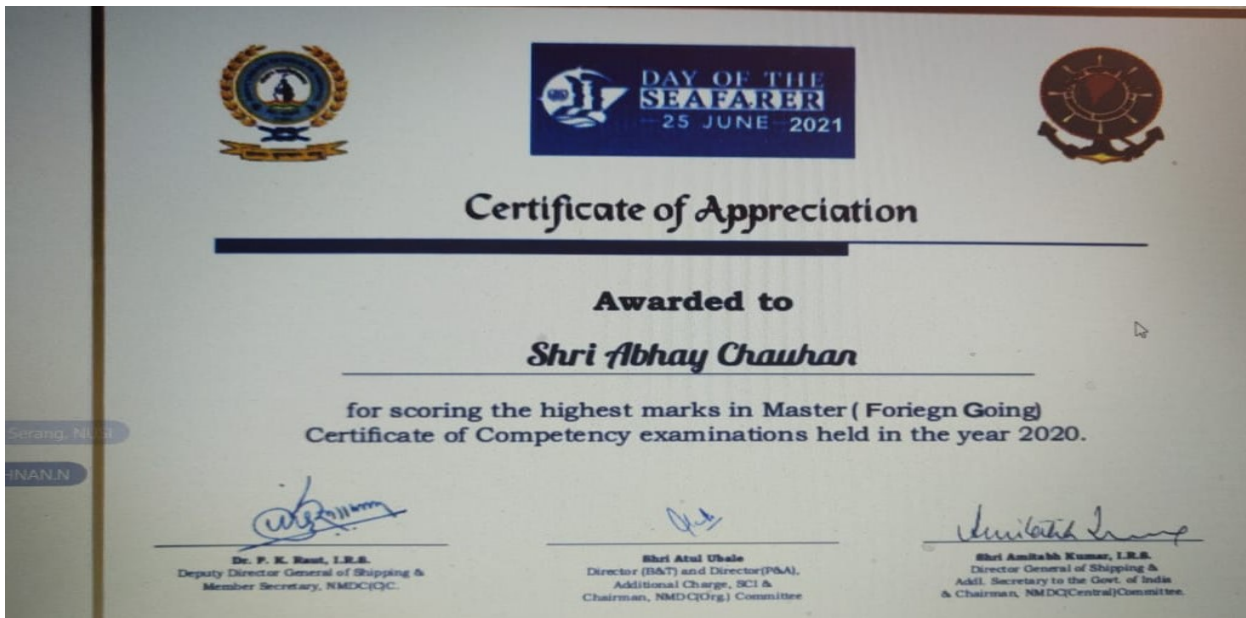 DAY OF THE
SEAFARER
25 JUNE 2021
Certificate of Appreciation
Awarded to
Shri Abhay Chauhan
for scoring the highest marks in Master ( Foriegn Going)
Certificate of Competency examinations held in the year 2020.
Serang, NUSI
HNAN.N
Dr. P. K. Raut, I.R.S.
Deputy Director General of Shipping &
Member Secretary, NMDC(C)C.
Shri Atul Ubale
Director (B&T) and Director(P&A),
Additional Charge, SCI &
Chairman, NMDC(Org.) Committee
Shri Amitabh Kumar, I.R.S.
Director General of Shipping &
Addl. Secretary to the Govt. of India
& Chairman, NMDC(Central)Committee.